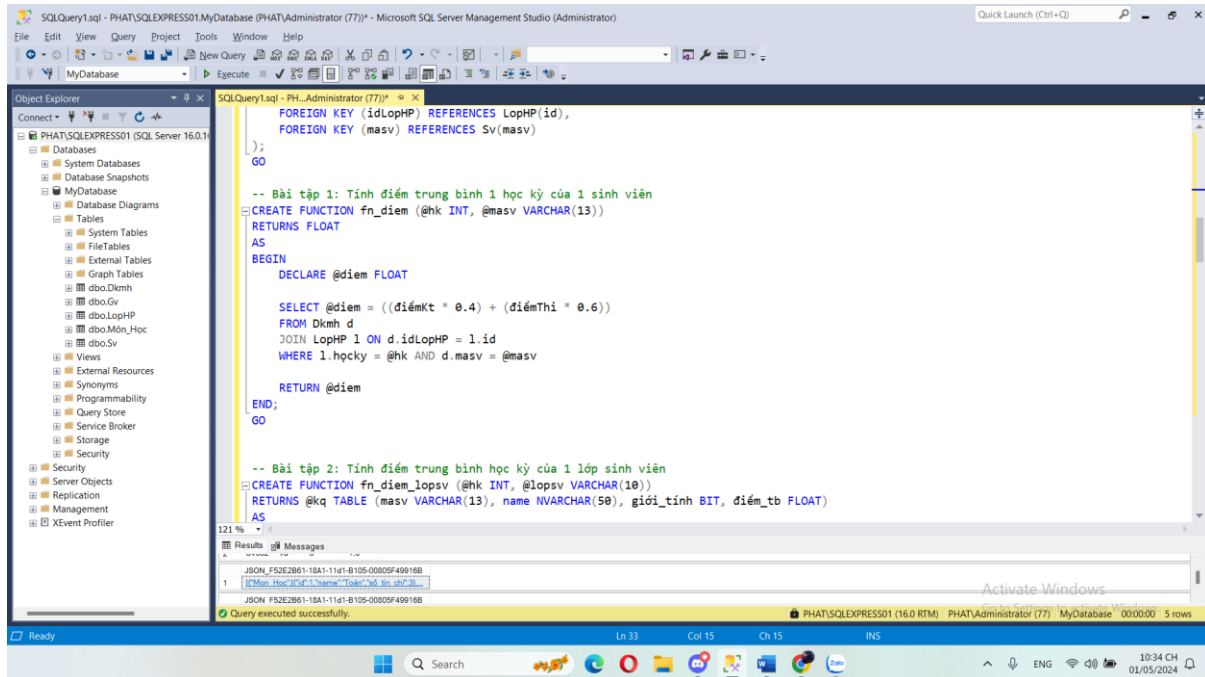 SQLQuery1.sql - PHAT\SQLEXPRESS01.MyDatabase (PHAT\Administrator (77))* - Microsoft SQL Server Management Studio (Administrator)
Quick Launch (Ctrl+Q)
File Edit View Query Project Tools Window Help
New Query
MyDatabase
Execute
Object Explorer
Connect
PHAT\SQLEXPRESS01 (SQL Server 16.0.1
Databases
System Databases
Database Snapshots
MyDatabase
Database Diagrams
Tables
System Tables
FileTables
External Tables
Graph Tables
dbo.Dkmh
dbo.Gv
dbo.LopHP
dbo.Môn_Học
dbo.Sv
Views
External Resources
Synonyms
Programmability
Query Store
Service Broker
Storage
Security
Security
Server Objects
Replication
Management
XEvent Profiler
SQLQuery1.sql - PH...Administrator (77))*
FOREIGN KEY (idLopHP) REFERENCES LopHP(id),
FOREIGN KEY (masv) REFERENCES Sv(masv)
);
GO
-- Bài tập 1: Tính điểm trung bình 1 học kỳ của 1 sinh viên
CREATE FUNCTION fn_diem (@hk INT, @masv VARCHAR(13))
RETURNS FLOAT
AS
BEGIN
DECLARE @diem FLOAT
SELECT @diem = ((điểmKt * 0.4) + (điểmThi * 0.6))
FROM Dkmh d
JOIN LopHP l ON d.idLopHP = l.id
WHERE l.họcky = @hk AND d.masv = @masv
RETURN @diem
END;
GO
-- Bài tập 2: Tính điểm trung bình học kỳ của 1 lớp sinh viên
CREATE FUNCTION fn_diem_lopsv (@hk INT, @lopsv VARCHAR(10))
RETURNS @kq TABLE (masv VARCHAR(13), name NVARCHAR(50), giới_tính BIT, điểm_tb FLOAT)
AS
121 %
Results Messages
JSON_F52E2B61-18A1-11d1-B105-00805F49916B
1 [{"Mon_Hoc":[{"id":1,"name":"Toán","số_tín_chỉ":3},...
JSON_F52E2B61-18A1-11d1-B105-00805F49916B
Activate Windows
Query executed successfully.
PHAT\SQLEXPRESS01 (16.0 RTM) PHAT\Administrator (77) MyDatabase 00:00:00 5 rows
Ready
Ln 33 Col 15 Ch 15 INS
Search
Zalo
ENG
10:34 CH
01/05/2024